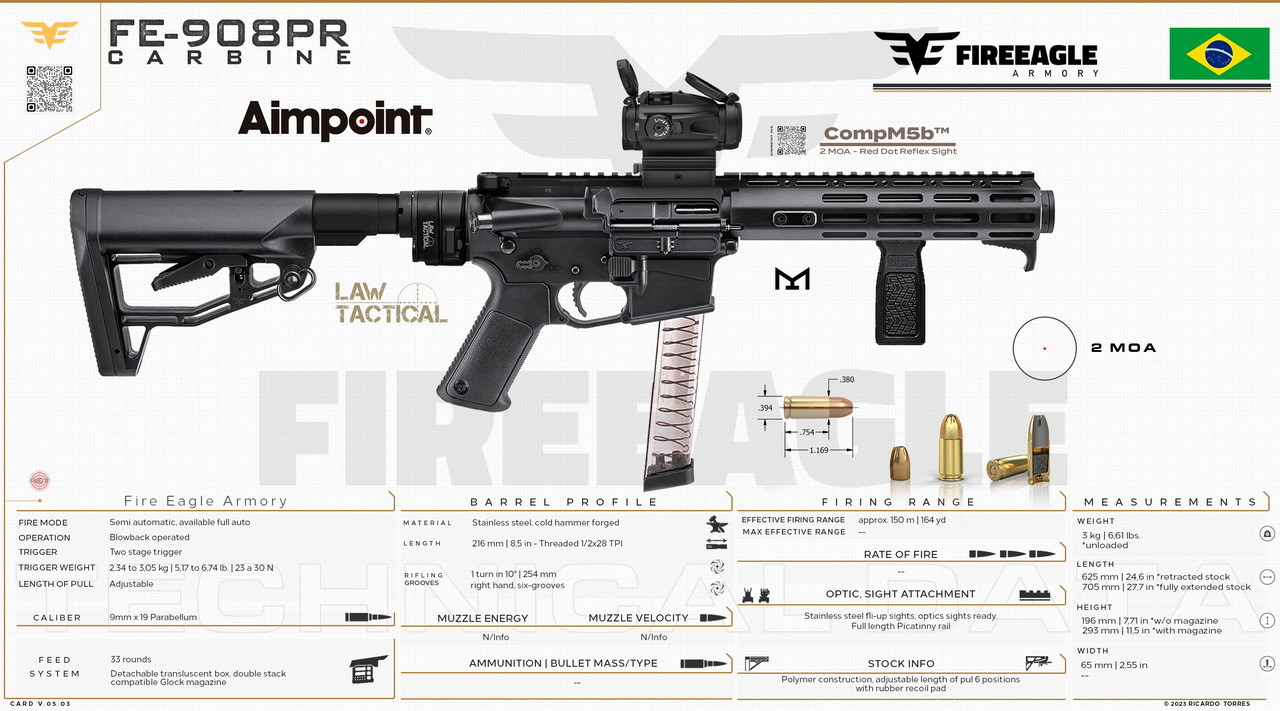 FE-908PR
CARBINE
FIREEAGLE
ARMORY
Aimpoint®
CompM5b™
2 MOA - Red Dot Reflex Sight
LAW
TACTICAL
LAW
TACTICAL
2 MOA
.380
.394
.754
1.169
FIREEAGLE
TECHNICAL DATA
Fire Eagle Armory
FIRE MODE Semi automatic, available full auto
OPERATION Blowback operated
TRIGGER Two stage trigger
TRIGGER WEIGHT 2,34 to 3,05 kg | 5,17 to 6.74 lb. | 23 a 30 N
LENGTH OF PULL Adjustable
CALIBER 9mm x 19 Parabellum
FEED SYSTEM 33 rounds
Detachable transluscent box, double stack
compatible Glock magazine
BARREL PROFILE
MATERIAL Stainless steel, cold hammer forged
LENGTH 216 mm | 8,5 in - Threaded 1/2x28 TPI
RIFLING 1 turn in 10" | 254 mm
GROOVES right hand, six-grooves
MUZZLE ENERGY MUZZLE VELOCITY
N/Info N/Info
AMMUNITION | BULLET MASS/TYPE
--
FIRING RANGE
EFFECTIVE FIRING RANGE approx. 150 m | 164 yd
MAX EFFECTIVE RANGE --
RATE OF FIRE
--
OPTIC, SIGHT ATTACHMENT
Stainless steel fli-up sights, optics sights ready.
Full length Picatinny rail
STOCK INFO
Polymer construction, adjustable length of pul 6 positions
with rubber recoil pad
MEASUREMENTS
WEIGHT
3 kg | 6,61 lbs.
*unloaded
LENGTH
625 mm | 24,6 in *retracted stock
705 mm | 27,7 in *fully extended stock
HEIGHT
196 mm | 7,71 in *w/o magazine
293 mm | 11,5 in *with magazine
WIDTH
65 mm | 2,55 in
--
CARD V.05.03
© 2023 RICARDO TORRES